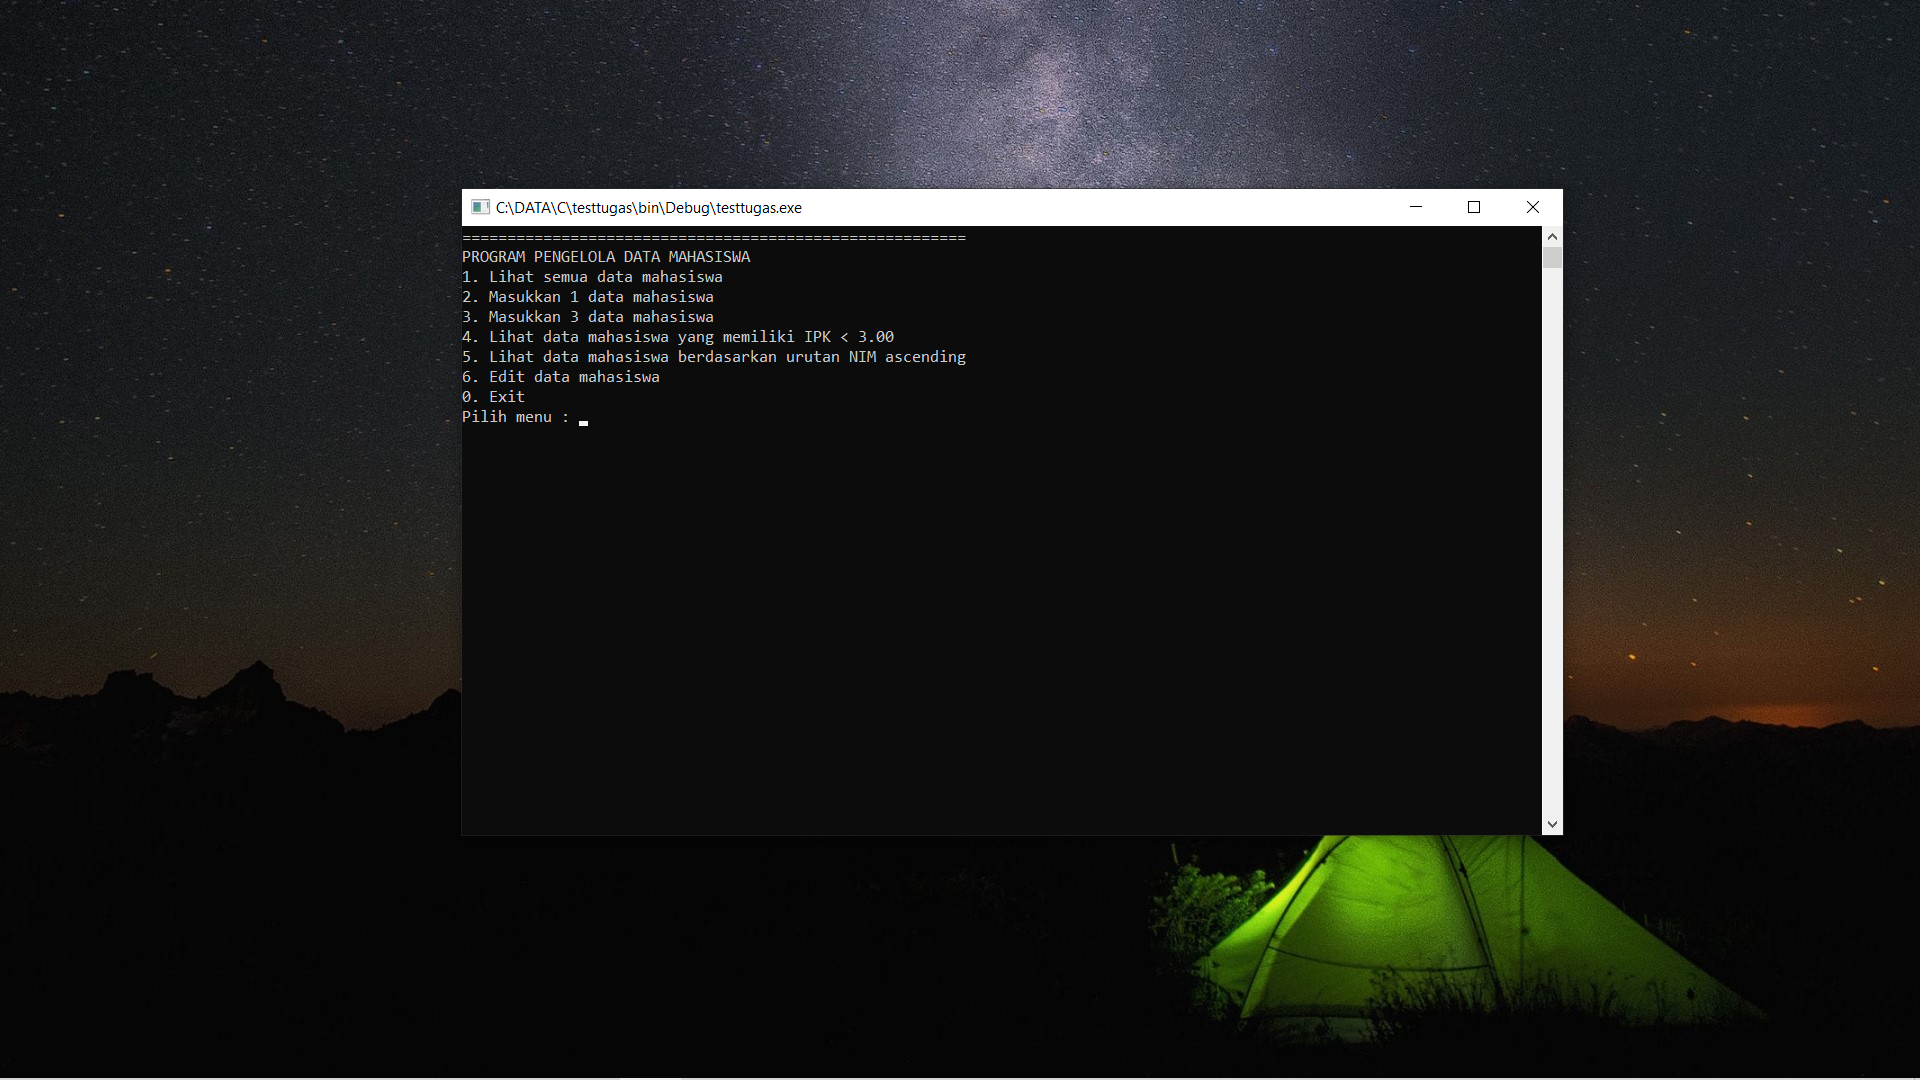 C:\DATA\C\testtugas\bin\Debug\testtugas.exe
========================================================
PROGRAM PENGELOLA DATA MAHASISWA
1. Lihat semua data mahasiswa
2. Masukkan 1 data mahasiswa
3. Masukkan 3 data mahasiswa
4. Lihat data mahasiswa yang memiliki IPK < 3.00
5. Lihat data mahasiswa berdasarkan urutan NIM ascending
6. Edit data mahasiswa
0. Exit
Pilih menu :